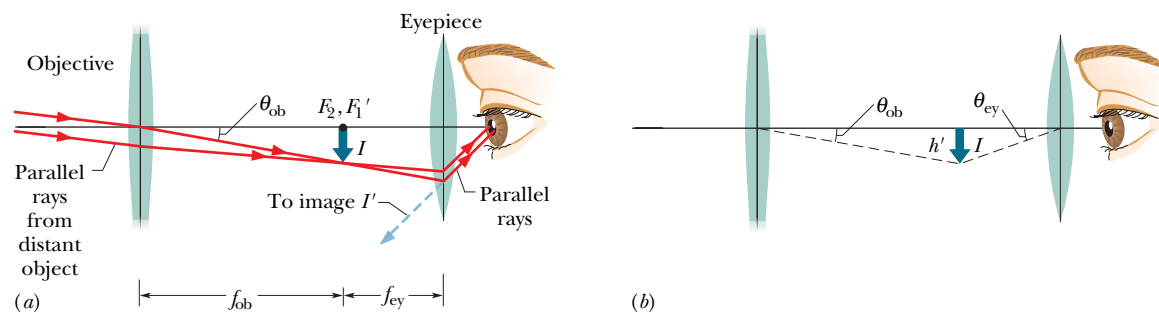 Eyepiece
Objective
θob
F2, F1′
I
Parallel
rays
from
distant
object
To image I′
Parallel
rays
fob
fey
(a)
θob
θey
h′
I
(b)